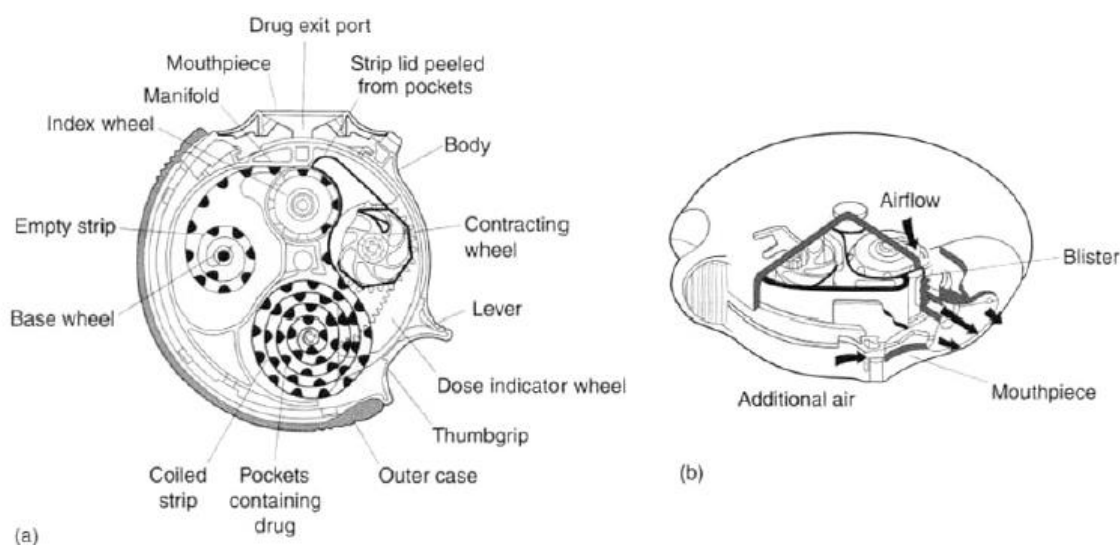 Drug exit port
Mouthpiece
Strip lid peeled
from pockets
Manifold
Index wheel
Body
Empty strip
Contracting
wheel
Base wheel
Lever
Dose indicator wheel
Thumbgrip
Coiled
strip
Pockets
containing
drug
Outer case
(a)
Airflow
Blister
Mouthpiece
Additional air
(b)